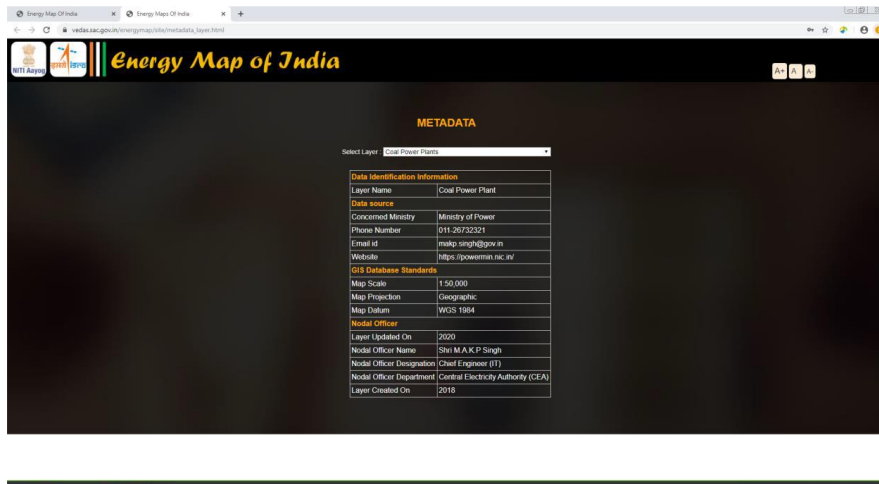 Energy Map Of India
Energy Maps Of India
vedas.sac.gov.in/energymap/site/metadata_layer.html
NITI Aayog
Energy Map of India
A+ A A-
METADATA
Select Layer : Coal Power Plants
Data Identification Information
Layer Name Coal Power Plant
Data source
Concerned Ministry Ministry of Power
Phone Number 011-26732321
Email id makp.singh@gov.in
Website https://powermin.nic.in/
GIS Database Standards
Map Scale 1:50,000
Map Projection Geographic
Map Datum WGS 1984
Nodal Officer
Layer Updated On 2020
Nodal Officer Name Shri M.A.K.P Singh
Nodal Officer Designation Chief Engineer (IT)
Nodal Officer Department Central Electricity Authority (CEA)
Layer Created On 2018